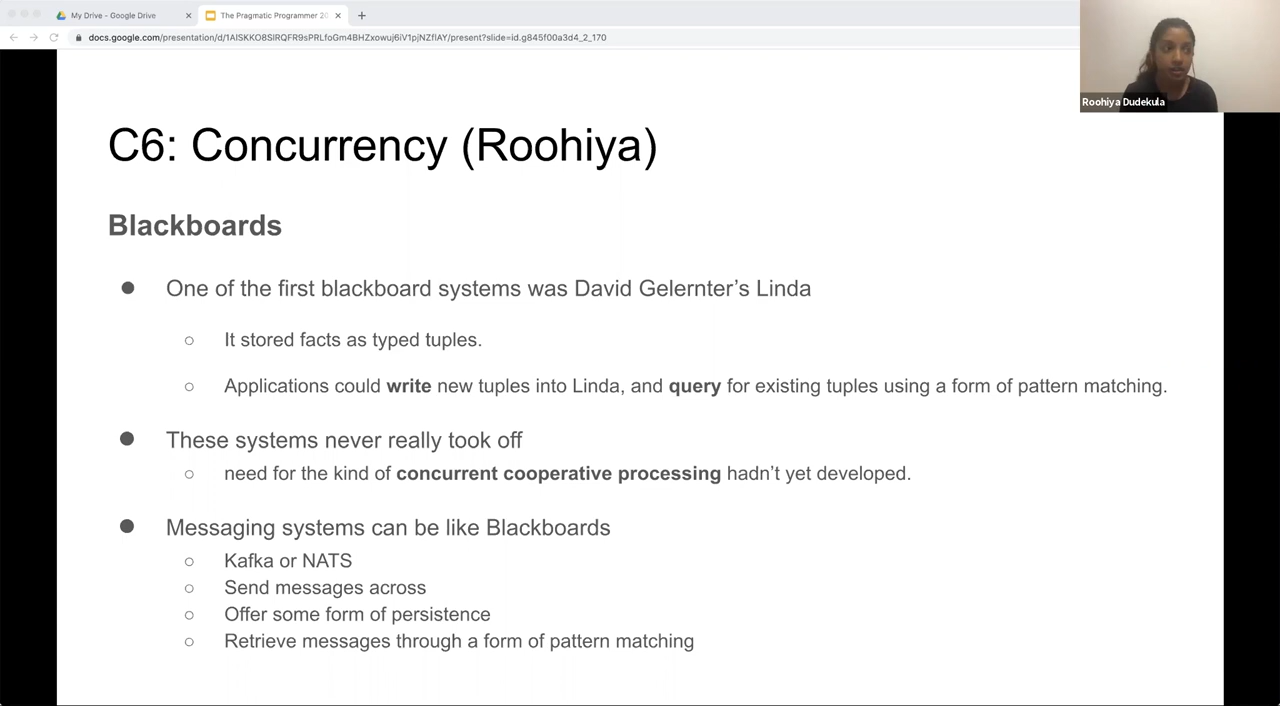 My Drive - Google Drive
The Pragmatic Programmer 20
docs.google.com/presentation/d/1AISKKO8SlRQFR9sPRLfoGm4BHZxowuj6iV1pjNZflAY/present?slide=id.g845f00a3d4_2_170
Roohiya Dudekula
C6: Concurrency (Roohiya)
Blackboards
● One of the first blackboard systems was David Gelernter’s Linda
○ It stored facts as typed tuples.
○ Applications could write new tuples into Linda, and query for existing tuples using a form of pattern matching.
● These systems never really took off
○ need for the kind of concurrent cooperative processing hadn’t yet developed.
● Messaging systems can be like Blackboards
○ Kafka or NATS
○ Send messages across
○ Offer some form of persistence
○ Retrieve messages through a form of pattern matching